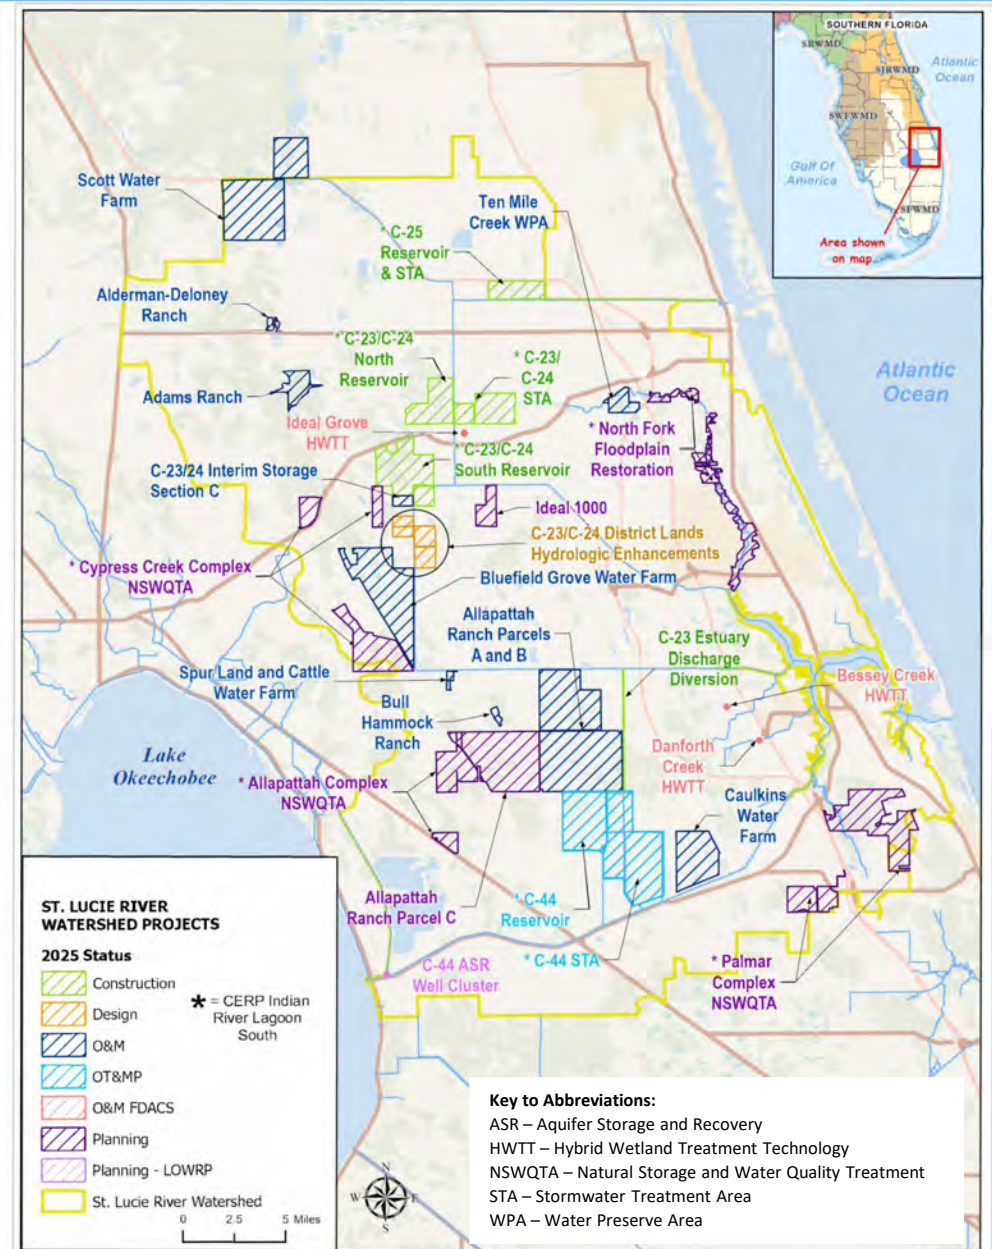 SOUTHERN FLORIDA
SRWMD
SJRWMD
Atlantic
Ocean
SWFWMD
Gulf Of
America
SFWMD
Area shown
on map
Scott Water
Farm
Ten Mile
Creek WPA
* C-25
Reservoir
& STA
Alderman-Deloney
Ranch
* C-23/C-24
North
Reservoir
* C-23/
C-24
STA
Atlantic
Ocean
Adams Ranch
Ideal Grove
HWTT
* North Fork
Floodplain
Restoration
* C-23/C-24
South Reservoir
C-23/24 Interim Storage
Section C
Ideal 1000
C-23/C-24 District Lands
Hydrologic Enhancements
* Cypress Creek Complex
NSWQTA
Bluefield Grove Water Farm
Allapattah
Ranch Parcels
A and B
C-23 Estuary
Discharge
Diversion
Spur Land and Cattle
Water Farm
Bessey Creek
HWTT
Bull
Hammock
Ranch
Lake
Okeechobee
Danforth
Creek
HWTT
* Allapattah Complex
NSWQTA
Caulkins
Water
Farm
Allapattah
Ranch Parcel C
* C-44
Reservoir
* C-44 STA
C-44 ASR
Well Cluster
* Palmar
Complex
NSWQTA
ST. LUCIE RIVER
WATERSHED PROJECTS
2025 Status
Construction
Design
O&M
OT&MP
O&M FDACS
Planning
Planning - LOWRP
St. Lucie River Watershed
* = CERP Indian
River Lagoon
South
0 2.5 5 Miles
N
W E
S
Key to Abbreviations:
ASR – Aquifer Storage and Recovery
HWTT – Hybrid Wetland Treatment Technology
NSWQTA – Natural Storage and Water Quality Treatment
STA – Stormwater Treatment Area
WPA – Water Preserve Area